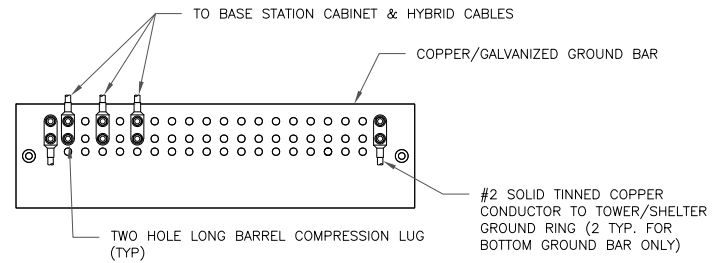 TO BASE STATION CABINET & HYBRID CABLES
COPPER/GALVANIZED GROUND BAR
#2 SOLID TINNED COPPER
CONDUCTOR TO TOWER/SHELTER
GROUND RING (2 TYP. FOR
BOTTOM GROUND BAR ONLY)
TWO HOLE LONG BARREL COMPRESSION LUG
(TYP)